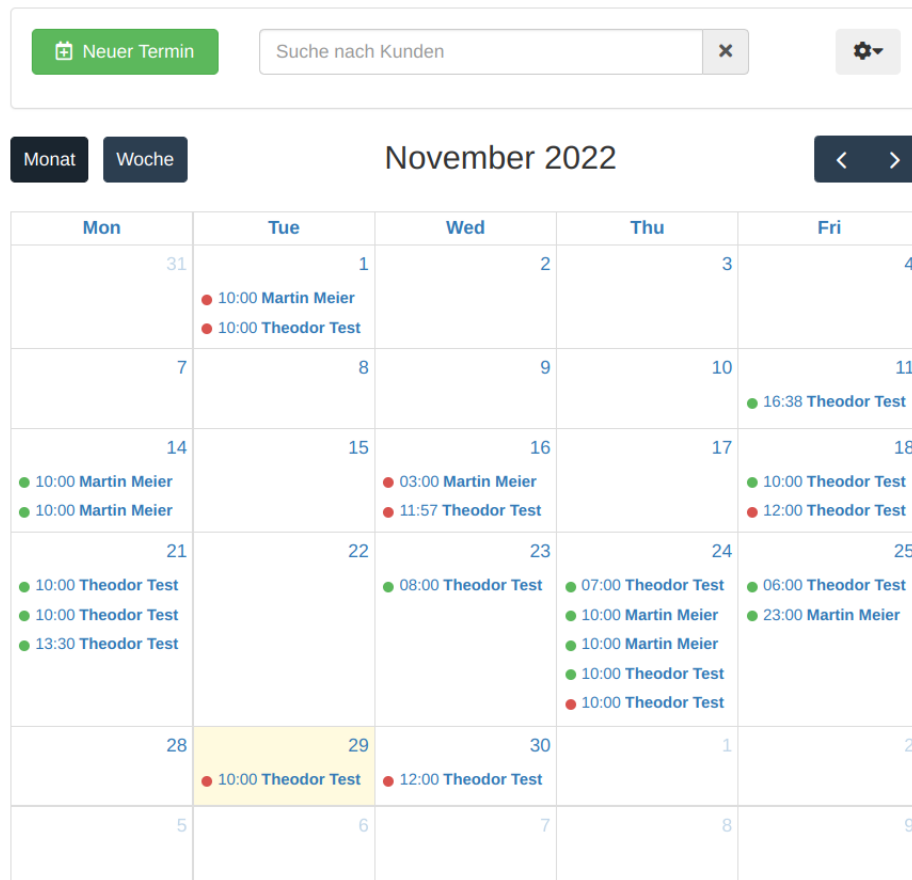 Neuer Termin
Suche nach Kunden
Monat Woche November 2022
Mon Tue Wed Thu Fri
31 1 2 3 4
10:00 Martin Meier
10:00 Theodor Test
7 8 9 10 11
16:38 Theodor Test
14 15 16 17 18
10:00 Martin Meier 03:00 Martin Meier 10:00 Theodor Test
10:00 Martin Meier 11:57 Theodor Test 12:00 Theodor Test
21 22 23 24 25
10:00 Theodor Test 08:00 Theodor Test 07:00 Theodor Test 06:00 Theodor Test
10:00 Theodor Test 10:00 Martin Meier 23:00 Martin Meier
13:30 Theodor Test 10:00 Martin Meier
10:00 Theodor Test
10:00 Theodor Test
28 29 30 1 2
10:00 Theodor Test 12:00 Theodor Test
5 6 7 8 9